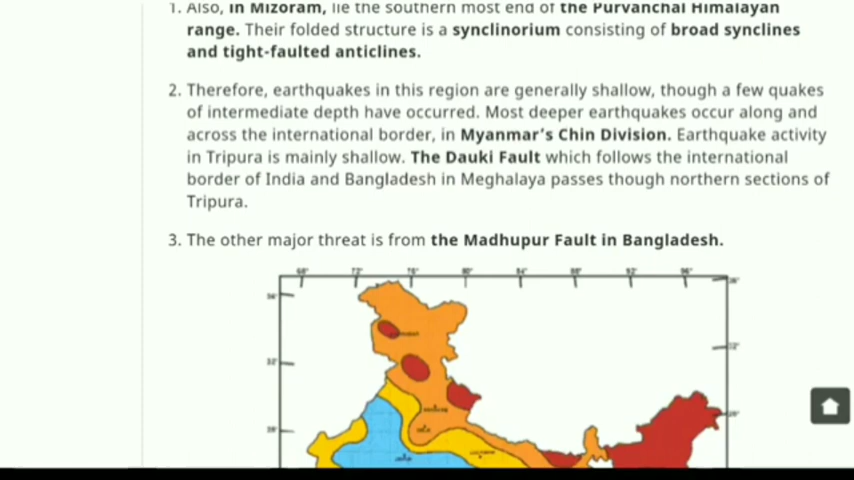 1. Also, in Mizoram, lie the southern most end of the Purvanchal Himalayan
range. Their folded structure is a synclinorium consisting of broad synclines
and tight-faulted anticlines.
2. Therefore, earthquakes in this region are generally shallow, though a few quakes
of intermediate depth have occurred. Most deeper earthquakes occur along and
across the international border, in Myanmar's Chin Division. Earthquake activity
in Tripura is mainly shallow. The Dauki Fault which follows the international
border of India and Bangladesh in Meghalaya passes though northern sections of
Tripura.
3. The other major threat is from the Madhupur Fault in Bangladesh.